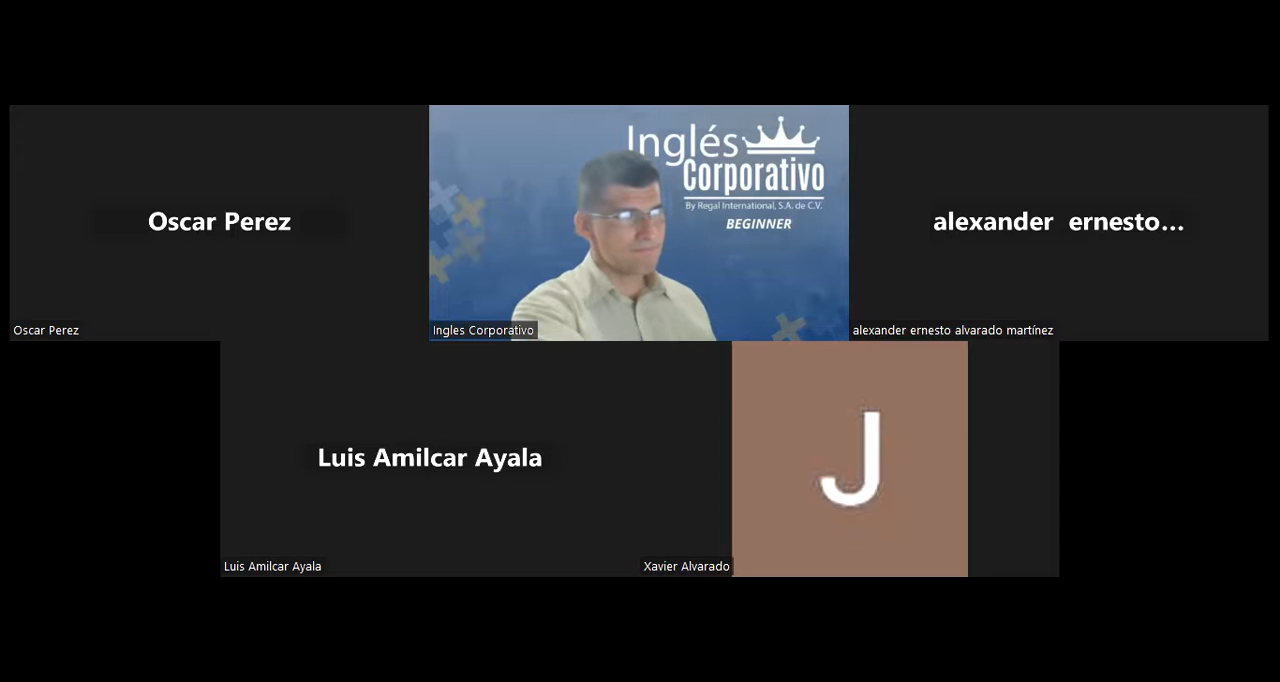 Oscar Perez
Oscar Perez
Inglés
Corporativo
By Regal International, S.A. de C.V.
BEGINNER
Ingles Corporativo
alexander ernesto...
alexander ernesto alvarado martínez
Luis Amilcar Ayala
Luis Amilcar Ayala
J
Xavier Alvarado